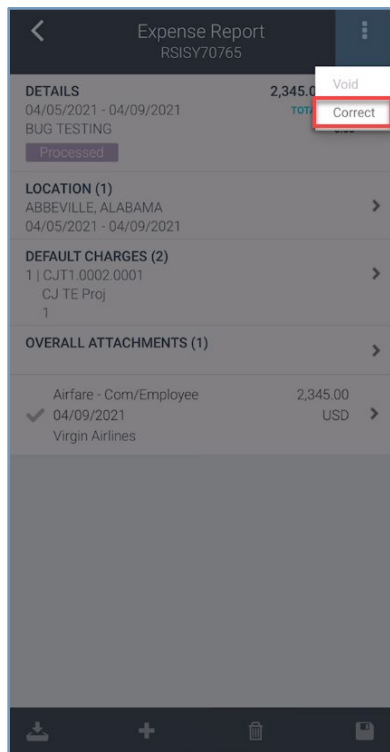 Expense Report
RSISY70765
Void
Correct
DETAILS 2,345.0
04/05/2021 - 04/09/2021
BUG TESTING
Processed
LOCATION (1)
ABBEVILLE, ALABAMA
04/05/2021 - 04/09/2021
DEFAULT CHARGES (2)
1 | CJT1.0002.0001
CJ TE Proj
1
OVERALL ATTACHMENTS (1)
Airfare - Com/Employee 2,345.00
04/09/2021 USD
Virgin Airlines